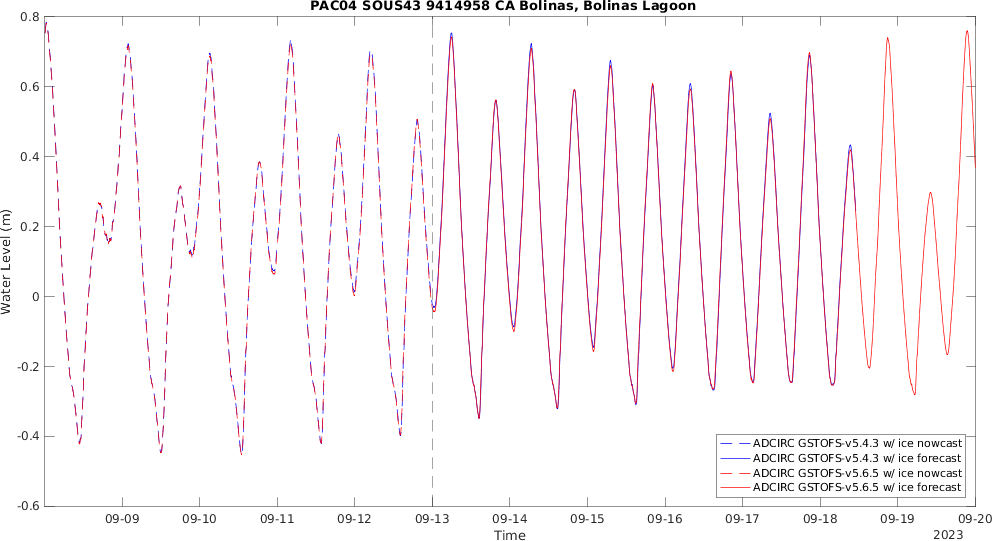 PAC04 SOUS43 9414958 CA Bolinas, Bolinas Lagoon
0.8
0.6
0.4
0.2
0
-0.2
-0.4
-0.6
Water Level (m)
ADCIRC GSTOFS-v5.4.3 w/ ice nowcast
ADCIRC GSTOFS-v5.4.3 w/ ice forecast
ADCIRC GSTOFS-v5.6.5 w/ ice nowcast
ADCIRC GSTOFS-v5.6.5 w/ ice forecast
09-09 09-10 09-11 09-12 09-13 09-14 09-15 09-16 09-17 09-18 09-19 09-20
Time
2023